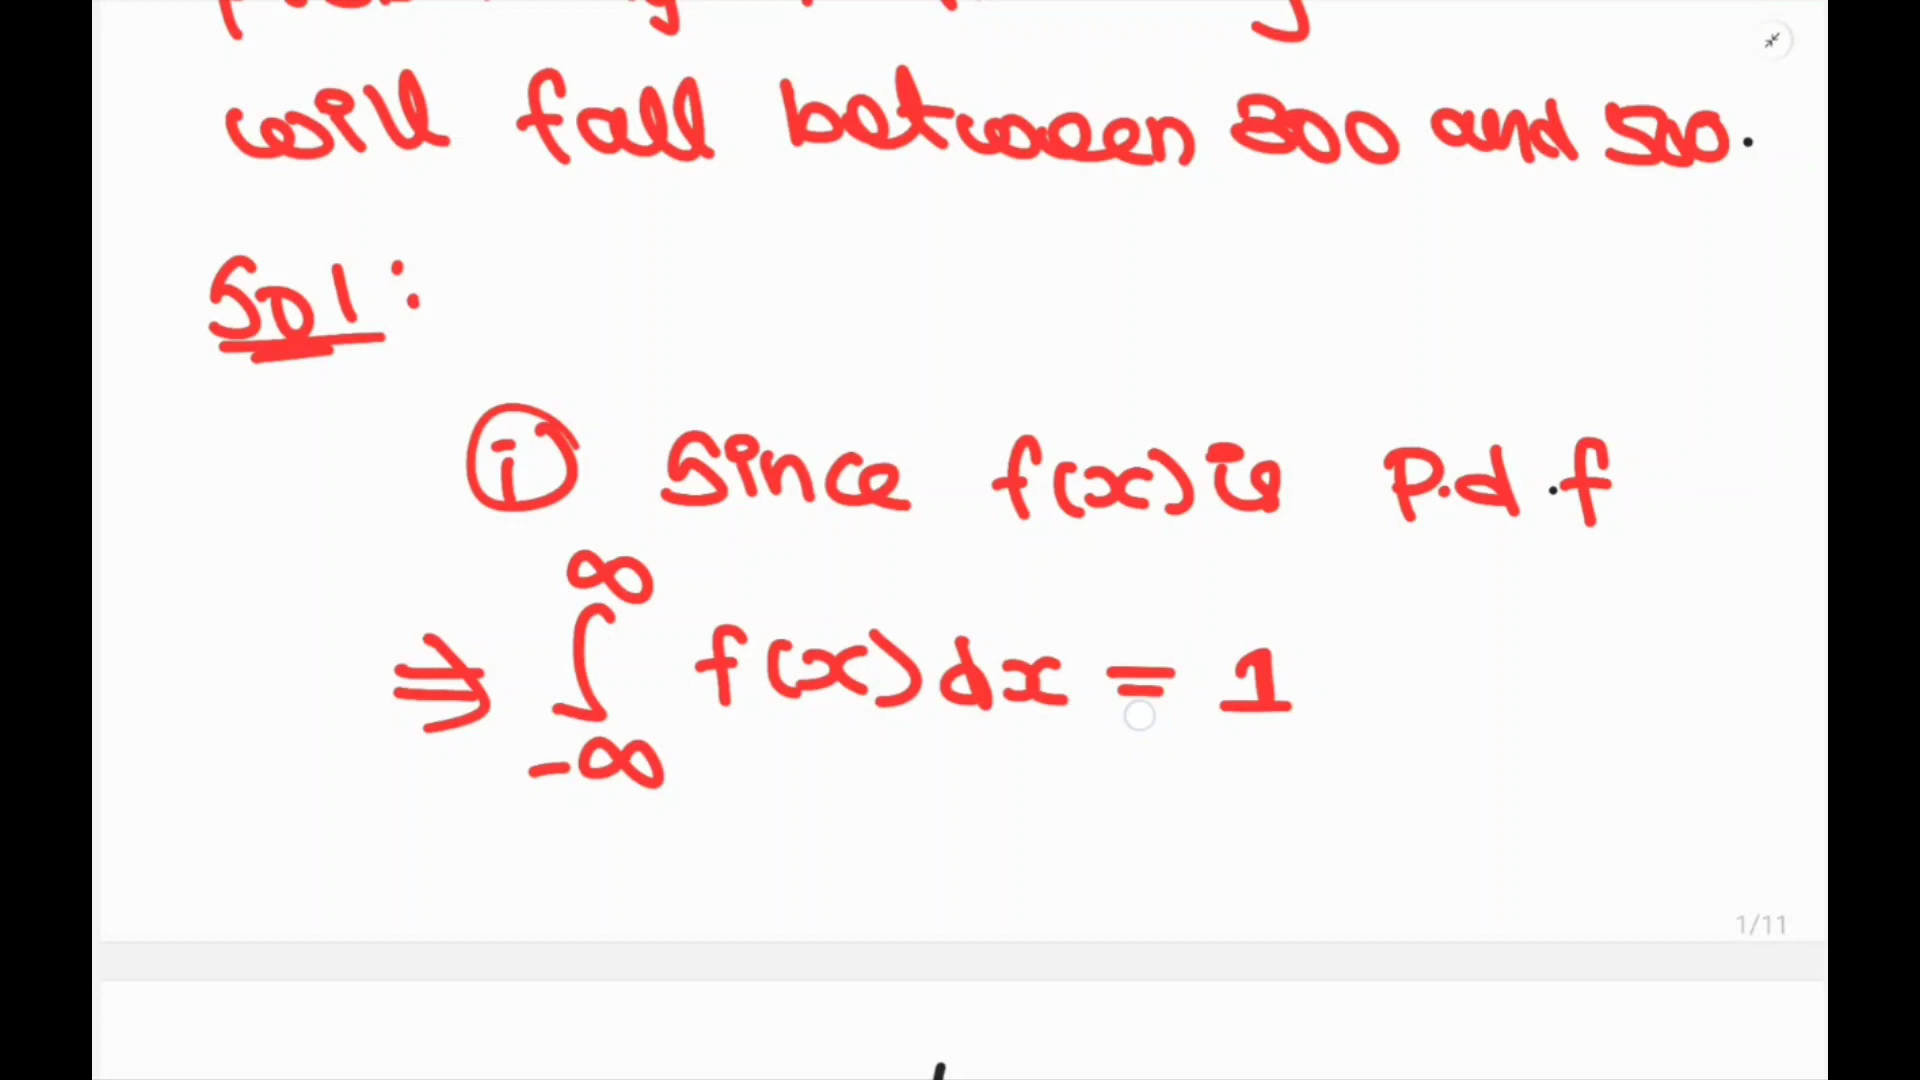 will fall between 300 and 500.
Sol:
i Since f(x) is P.d.f
∞
⇒ ∫ f(x) dx = 1
-∞
1/11